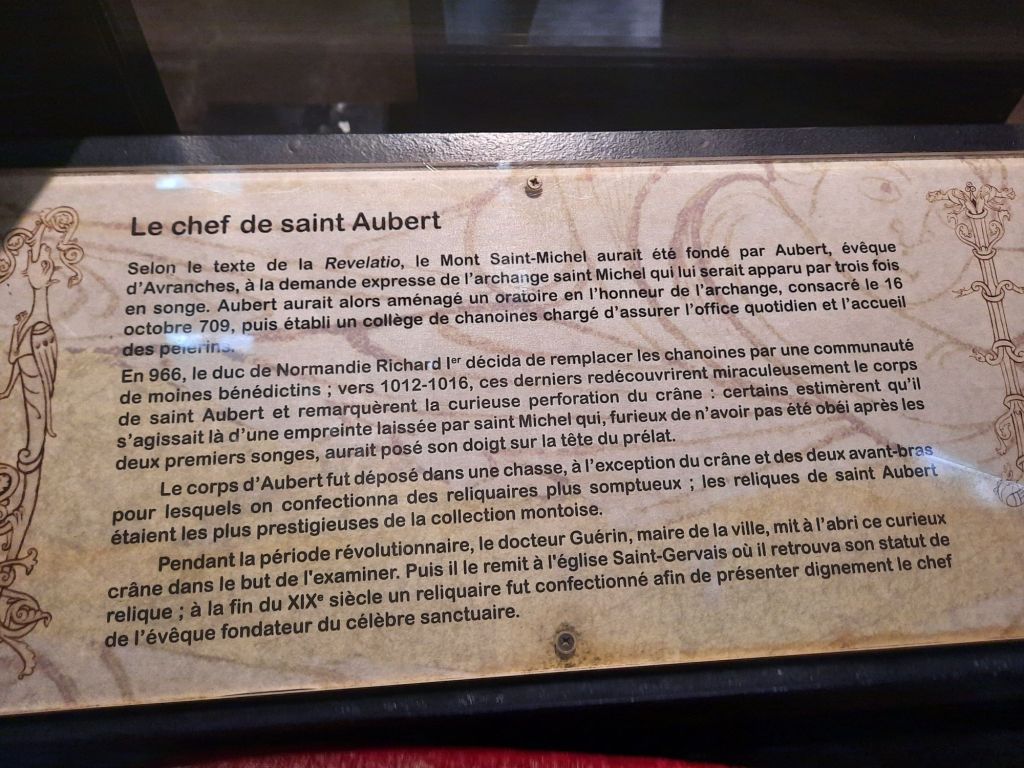 Le chef de saint Aubert
Selon le texte de la Revelatio, le Mont Saint-Michel aurait été fondé par Aubert, évêque
d'Avranches, à la demande expresse de l'archange saint Michel qui lui serait apparu par trois fois
en songe. Aubert aurait alors aménagé un oratoire en l'honneur de l'archange, consacrè le 16
octobre 709, puis établi un collège de chanoines chargé d'assurer l'office quotidien et l'accueil
des pelerins.
En 966, le duc de Normandie Richard Ier décida de remplacer les chanoines par une communauté
de moines bénédictins ; vers 1012-1016, ces derniers redécouvrirent miraculeusement le corps
de saint Aubert et remarquèrent la curieuse perforation du crâne : certains estimèrent qu'il
s'agissait là d'une empreinte laissée par saint Michel qui, furieux de n'avoir pas été obéi après les
deux premiers songes, aurait posé son doigt sur la tête du prélat.
Le corps d'Aubert fut déposé dans une chasse, à l'exception du crâne et des deux avant-bras
pour lesquels on confectionna des reliquaires plus somptueux ; les reliques de saint Aubert
étaient les plus prestigieuses de la collection montoise.
Pendant la période révolutionnaire, le docteur Guérin, maire de la ville, mit à l'abri ce curieux
crâne dans le but de l'examiner. Puis il le remit à l'église Saint-Gervais où il retrouva son statut de
relique ; à la fin du XIXe siècle un reliquaire fut confectionné afin de présenter dignement le chef
de l'évêque fondateur du célèbre sanctuaire.